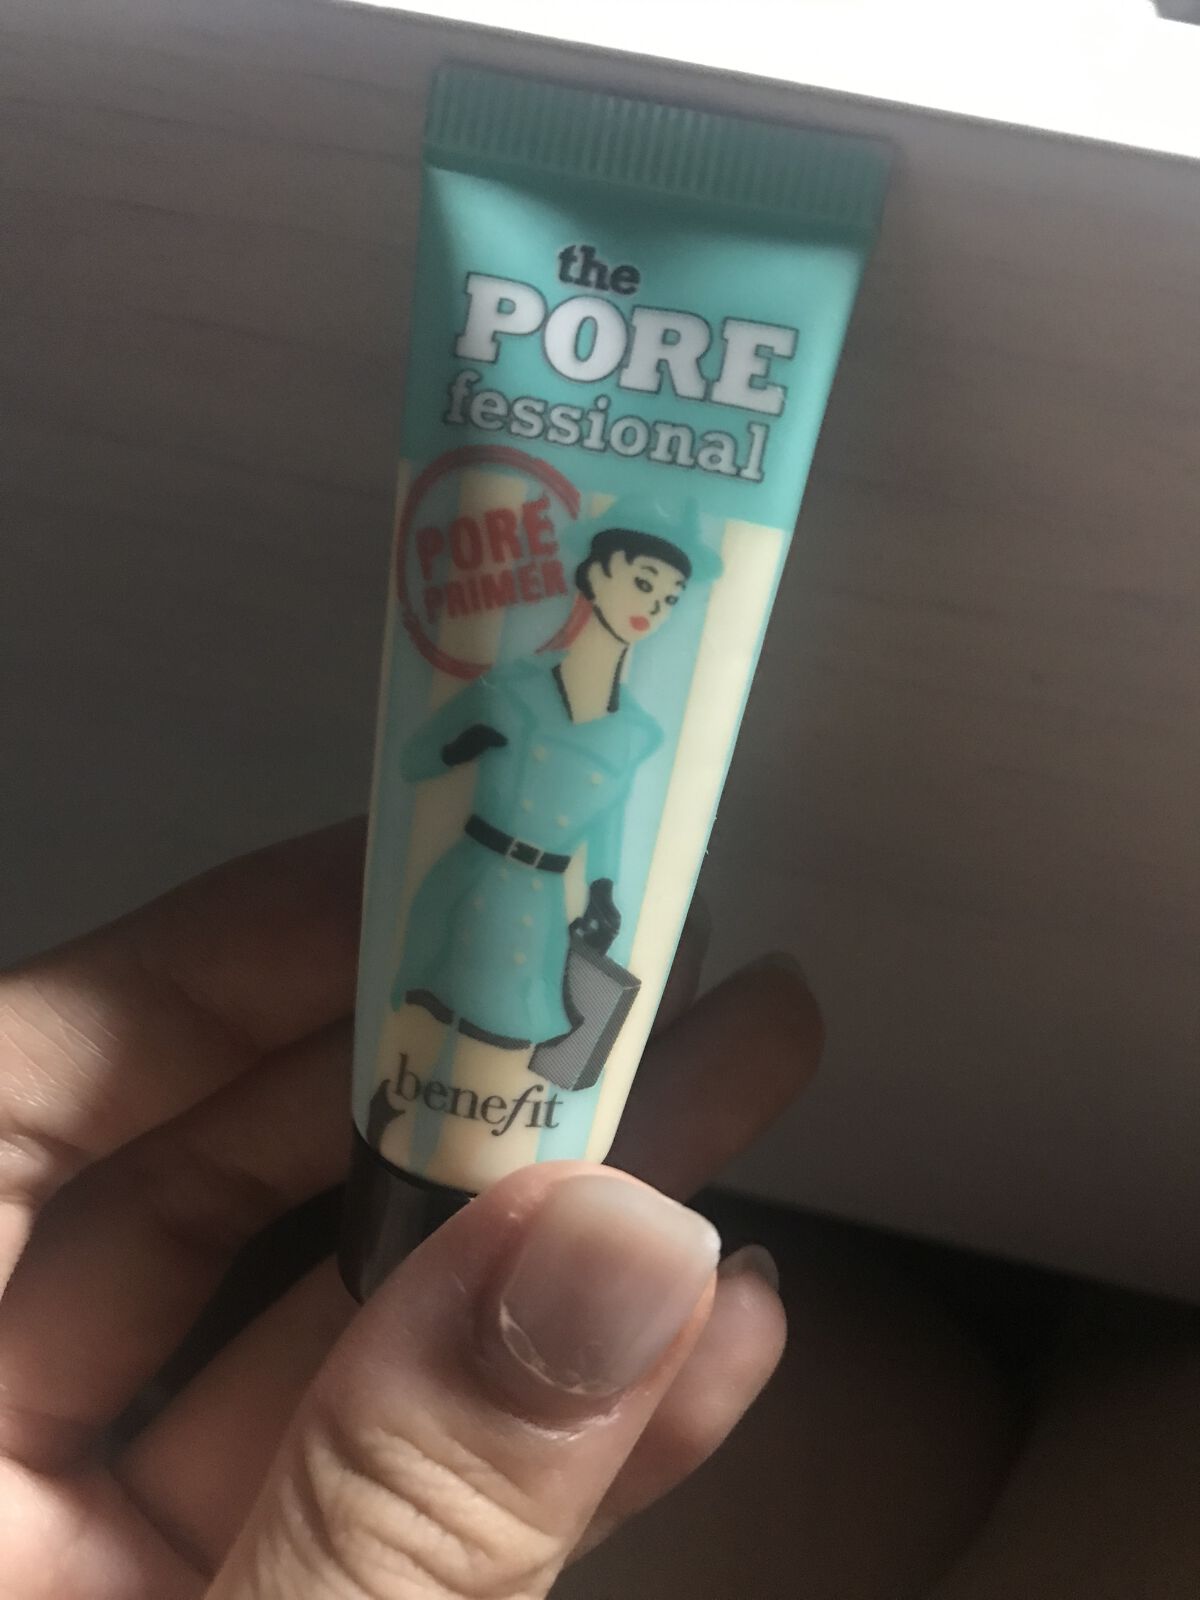 the
PORE
fessional
PORE
PRIMER
benefit